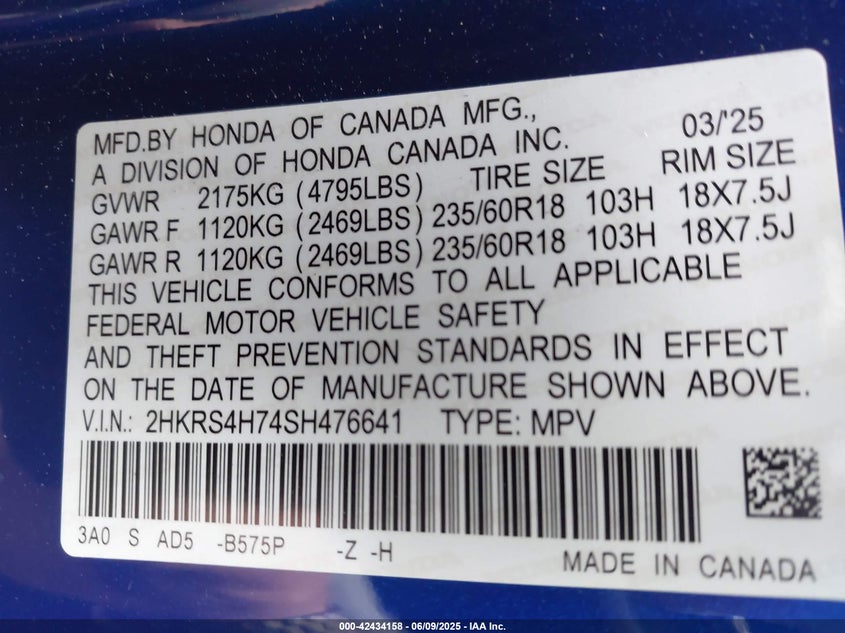 MFD.BY HONDA OF CANADA MFG., 03/'25
A DIVISION OF HONDA CANADA INC.
GVWR 2175KG (4795LBS) TIRE SIZE RIM SIZE
GAWR F 1120KG (2469LBS) 235/60R18 103H 18X7.5J
GAWR R 1120KG (2469LBS) 235/60R18 103H 18X7.5J
THIS VEHICLE CONFORMS TO ALL APPLICABLE
FEDERAL MOTOR VEHICLE SAFETY
AND THEFT PREVENTION STANDARDS IN EFFECT
ON THE DATE OF MANUFACTURE SHOWN ABOVE.
V.I.N.: 2HKRS4H74SH476641 TYPE: MPV
3A0 S AD5 -B575P -Z -H
MADE IN CANADA
000-42434158 - 06/09/2025 - IAA Inc.